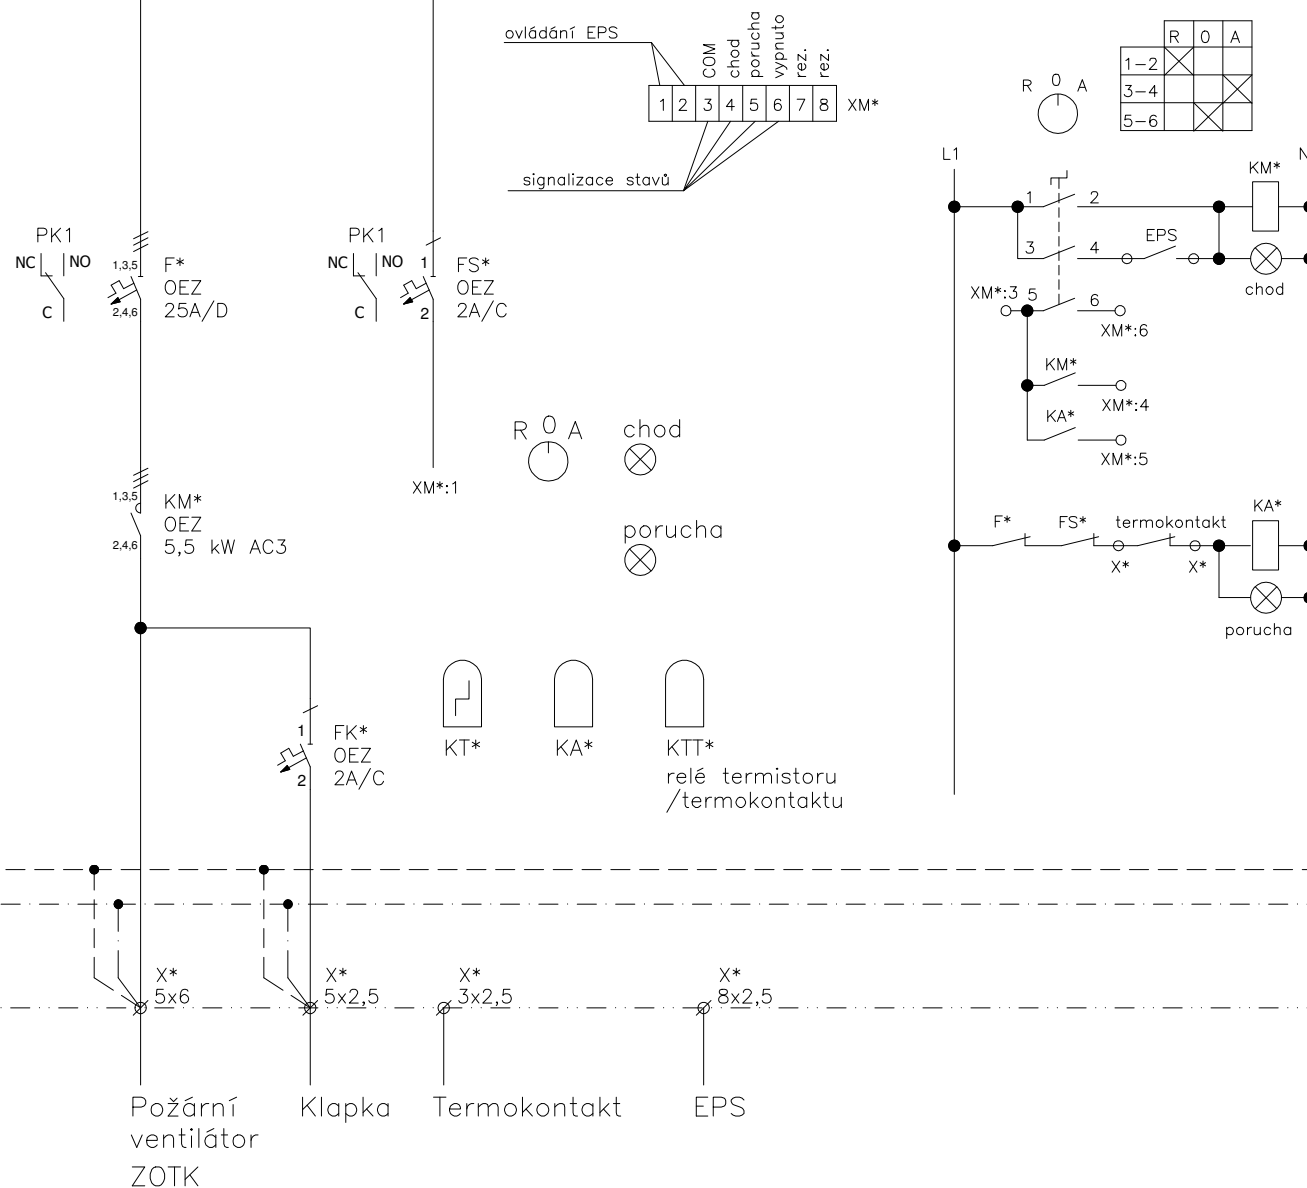 ovládání EPS
COM
chod
porucha
vypnuto
rez.
rez.
1 2 3 4 5 6 7 8 XM*
signalizace stavů
R 0 A
R 0 A
1-2
3-4
5-6
L1
N
KM*
1 2
3 4
EPS
chod
XM*:3 5 6
XM*:6
KM*
XM*:4
KA*
XM*:5
F* FS* termokontakt
X* X*
KA*
porucha
PK1
NC NO
C
1,3,5
2,4,6
F*
OEZ
25A/D
PK1
NC NO
C
1
2
FS*
OEZ
2A/C
XM*:1
R 0 A
chod
porucha
1,3,5
2,4,6
KM*
OEZ
5,5 kW AC3
1
2
FK*
OEZ
2A/C
KT*
KA*
KTT*
relé termistoru
/termokontaktu
X*
5x6
X*
5x2,5
X*
3x2,5
X*
8x2,5
Požární
ventilátor
ZOTK
Klapka
Termokontakt
EPS